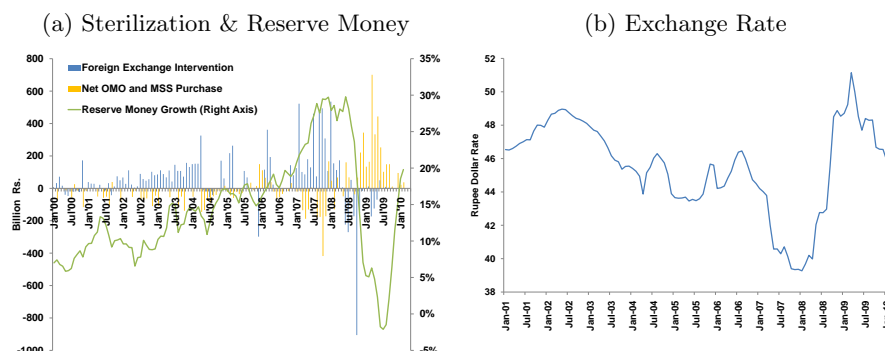 (a) Sterilization & Reserve Money
800
600
400
200
0
-200
-400
-600
-800
-1000
Billion Rs.
35%
30%
25%
20%
15%
10%
5%
0%
-5%
Foreign Exchange Intervention
Net OMO and MSS Purchase
Reserve Money Growth (Right Axis)
Jan'00
Jul'00
Jan'01
Jul'01
Jan'02
Jul'02
Jan'03
Jul'03
Jan'04
Jul'04
Jan'05
Jul'05
Jan'06
Jul'06
Jan'07
Jul'07
Jan'08
Jul'08
Jan'09
Jul'09
Jan'10
(b) Exchange Rate
52
50
48
46
44
42
40
38
Rupee Dollar Rate
Jan-01
Jul-01
Jan-02
Jul-02
Jan-03
Jul-03
Jan-04
Jul-04
Jan-05
Jul-05
Jan-06
Jul-06
Jan-07
Jul-07
Jan-08
Jul-08
Jan-09
Jul-09